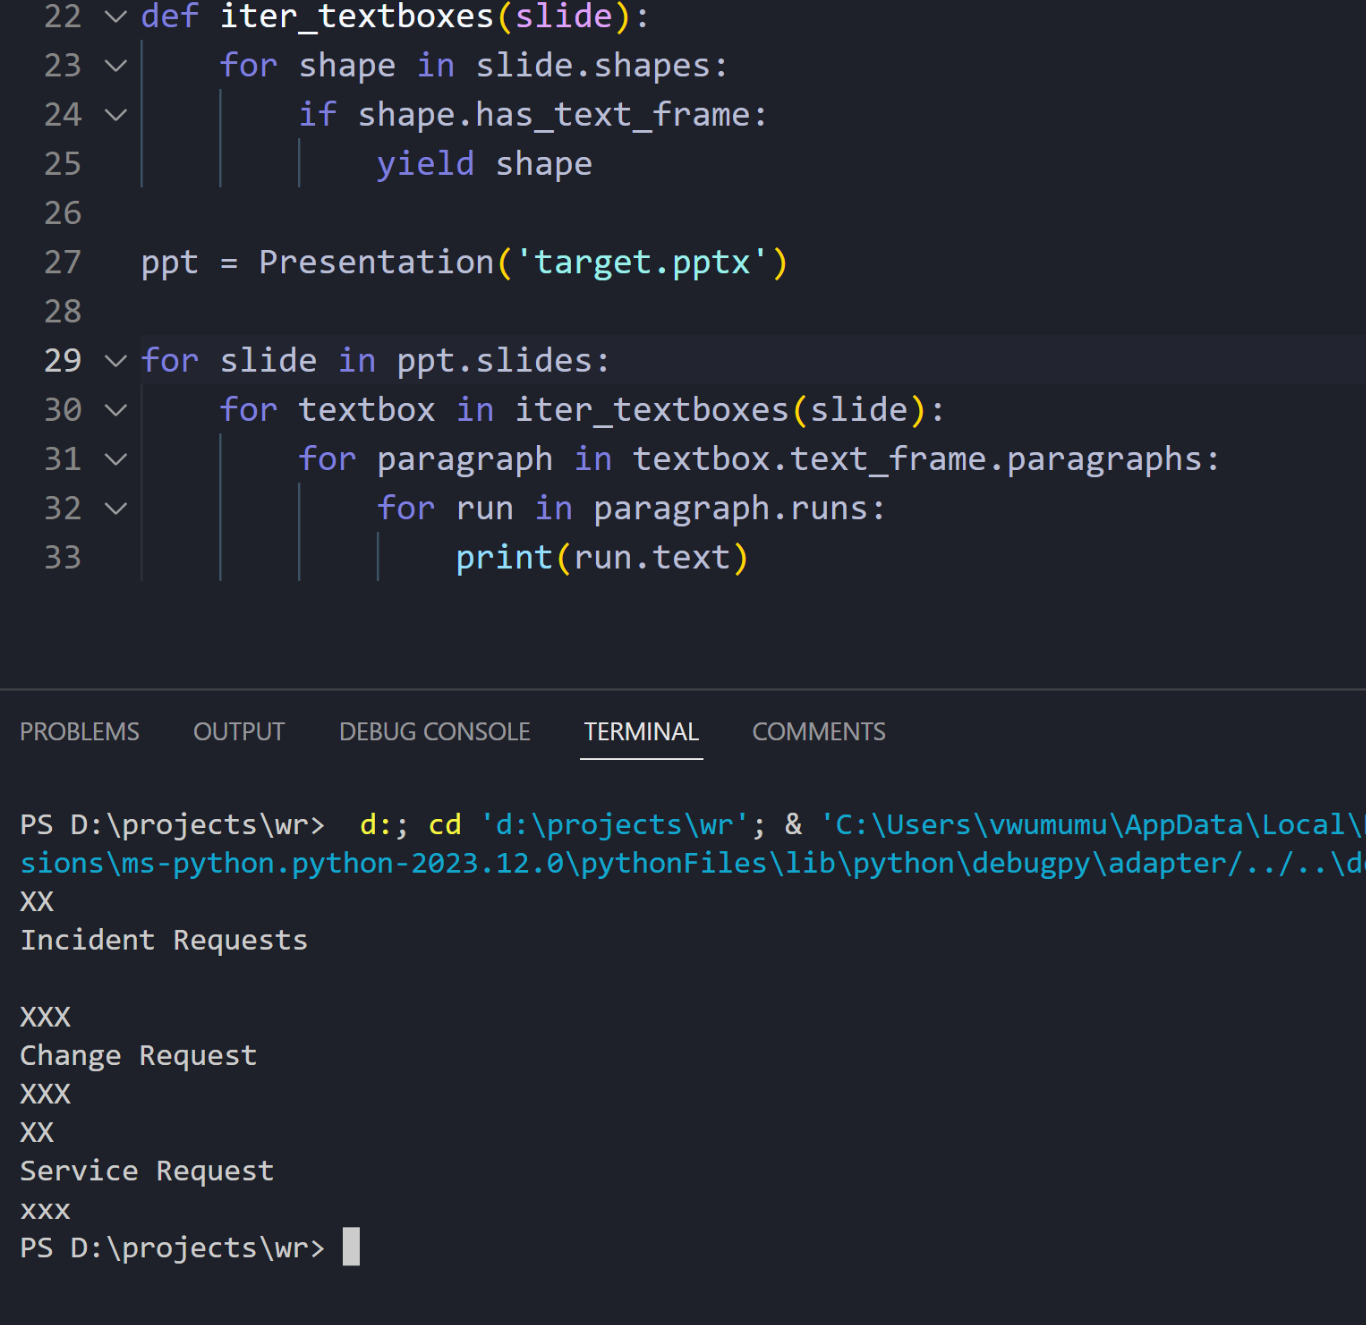 22 def iter_textboxes(slide):
23 for shape in slide.shapes:
24 if shape.has_text_frame:
25 yield shape
26
27 ppt = Presentation('target.pptx')
28
29 for slide in ppt.slides:
30 for textbox in iter_textboxes(slide):
31 for paragraph in textbox.text_frame.paragraphs:
32 for run in paragraph.runs:
33 print(run.text)
PROBLEMS OUTPUT DEBUG CONSOLE TERMINAL COMMENTS
PS D:\projects\wr> d:; cd 'd:\projects\wr'; & 'C:\Users\vwumumu\AppData\Local\
sions\ms-python.python-2023.12.0\pythonFiles\lib\python\debugpy\adapter/../..\d
XX
Incident Requests
XXX
Change Request
XXX
XX
Service Request
xxx
PS D:\projects\wr>